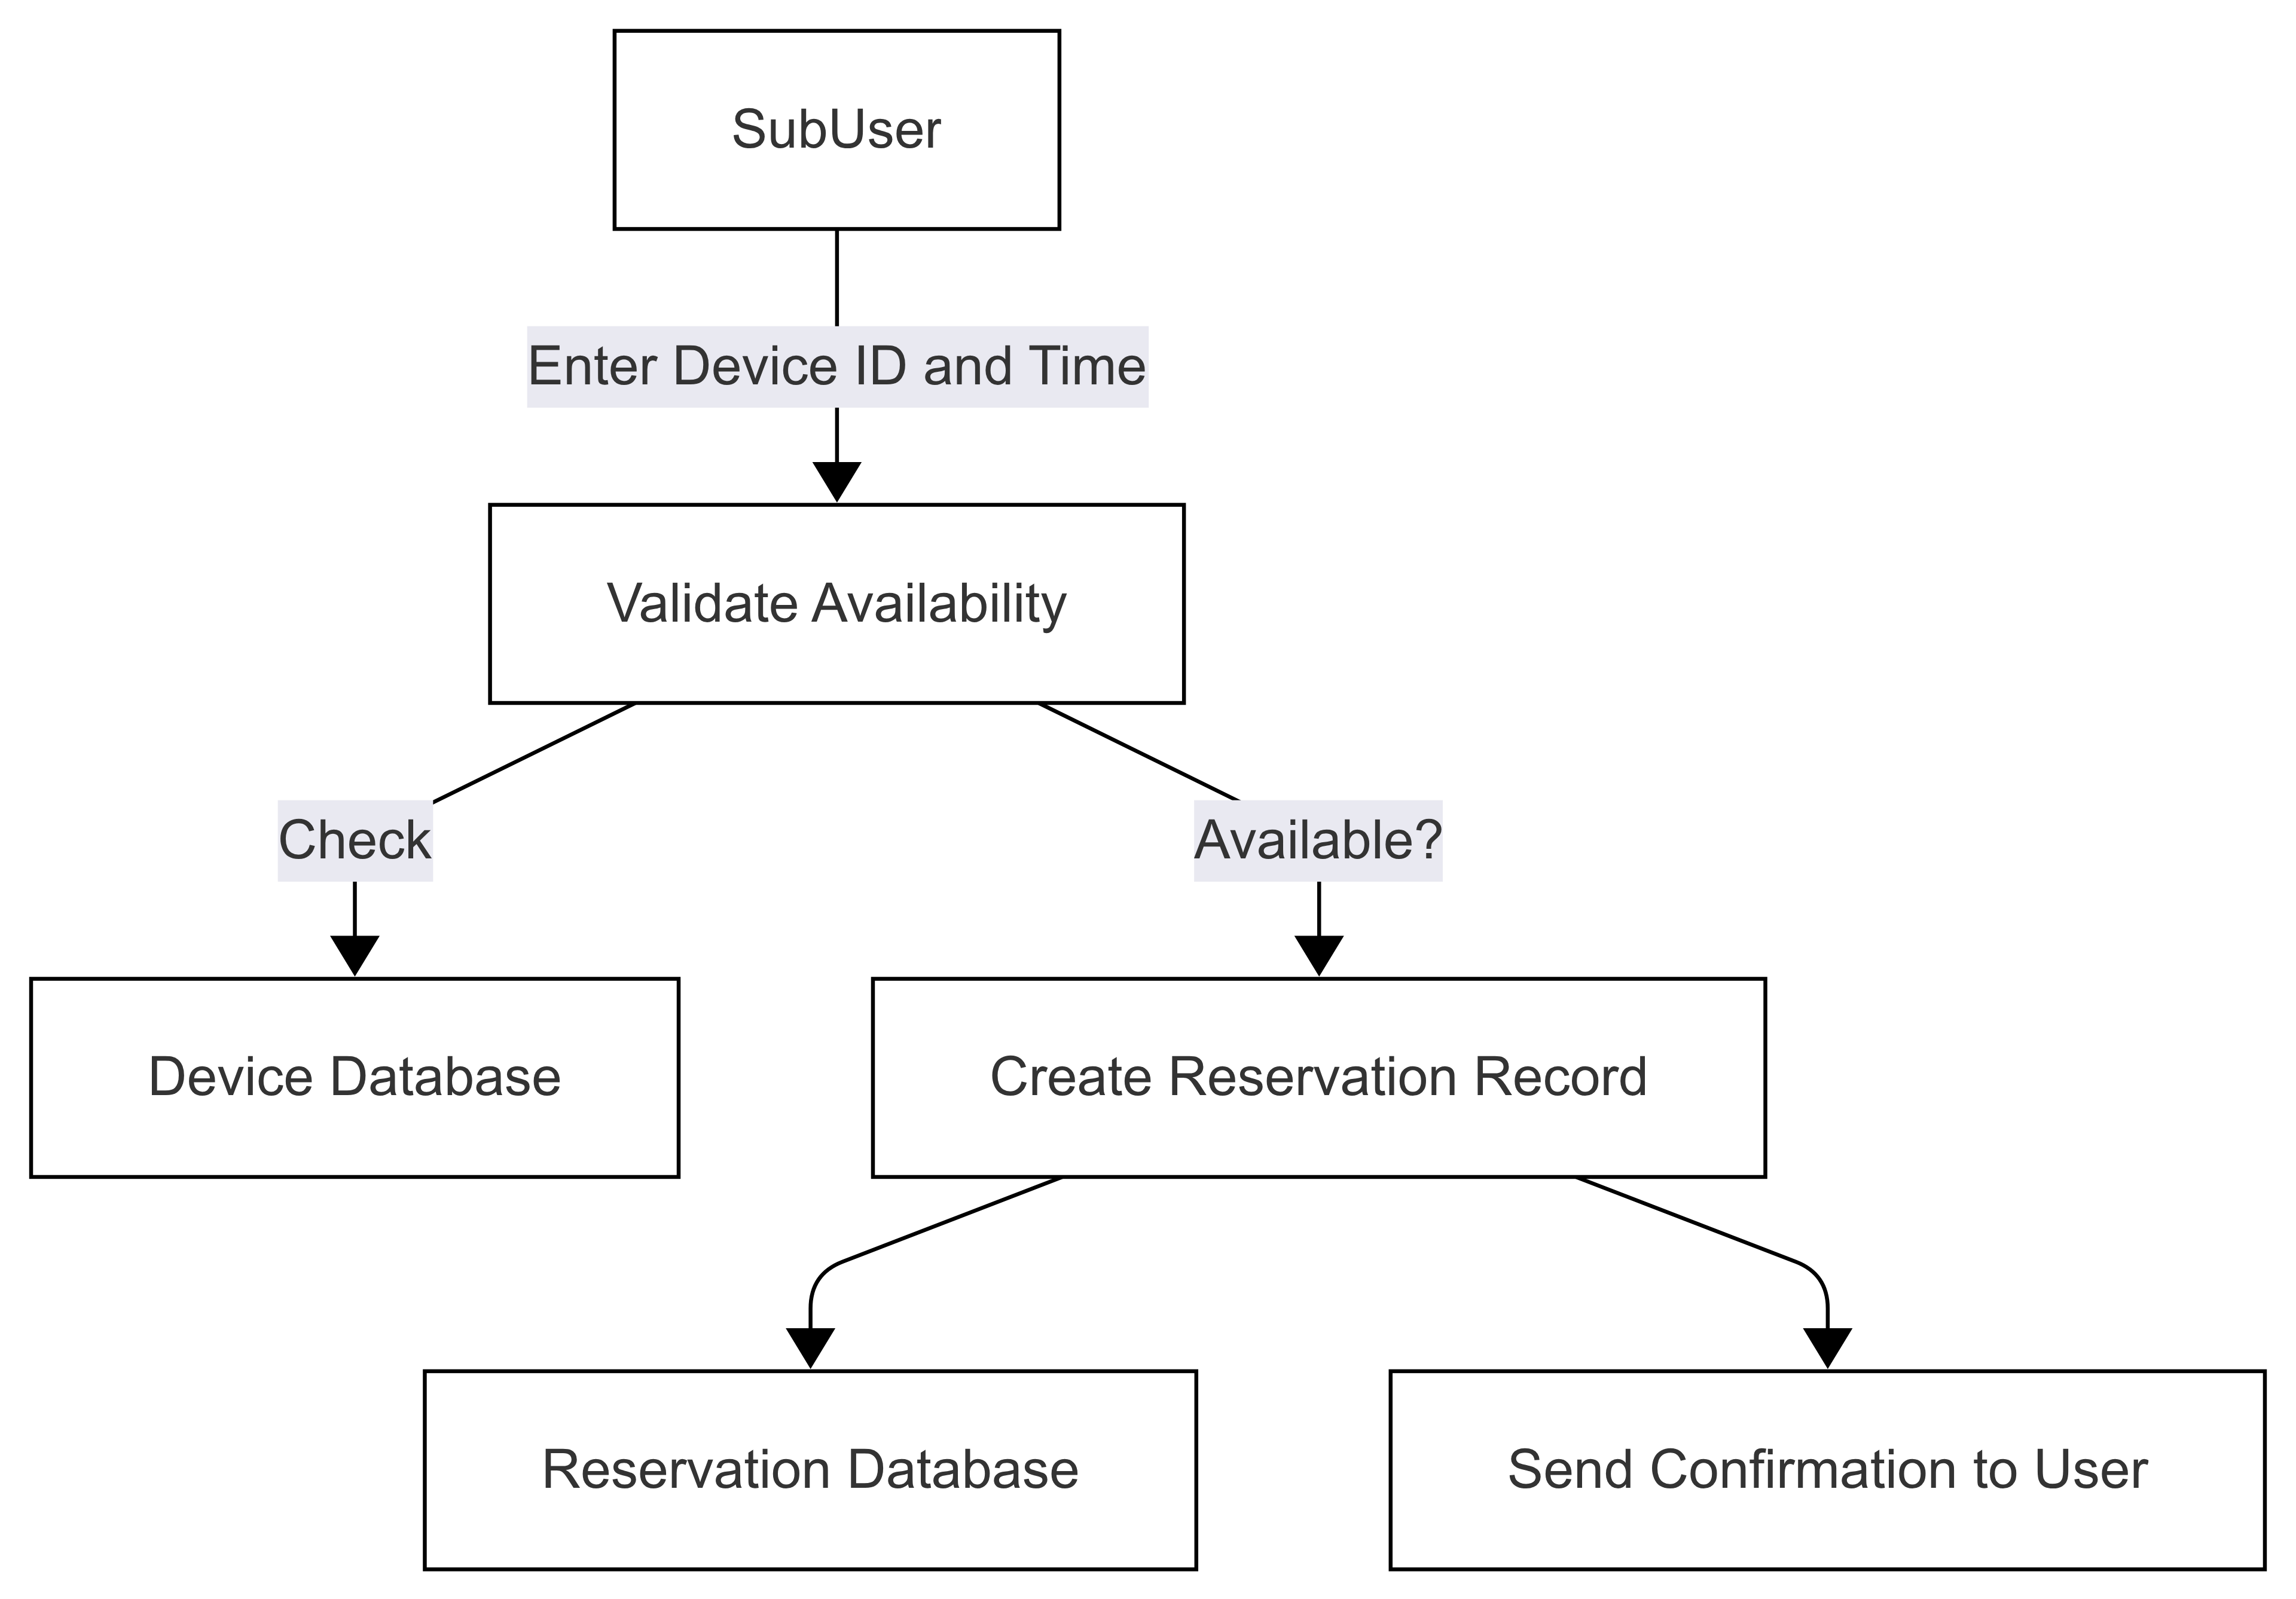 SubUser
Enter Device ID and Time
Validate Availability
Check
Available?
Device Database
Create Reservation Record
Reservation Database
Send Confirmation to User